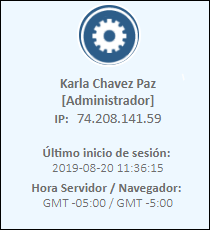 Karla Chavez Paz
[Administrador]
IP: 74.208.141.59
Último inicio de sesión:
2019-08-20 11:36:15
Hora Servidor / Navegador:
GMT -05:00 / GMT -5:00